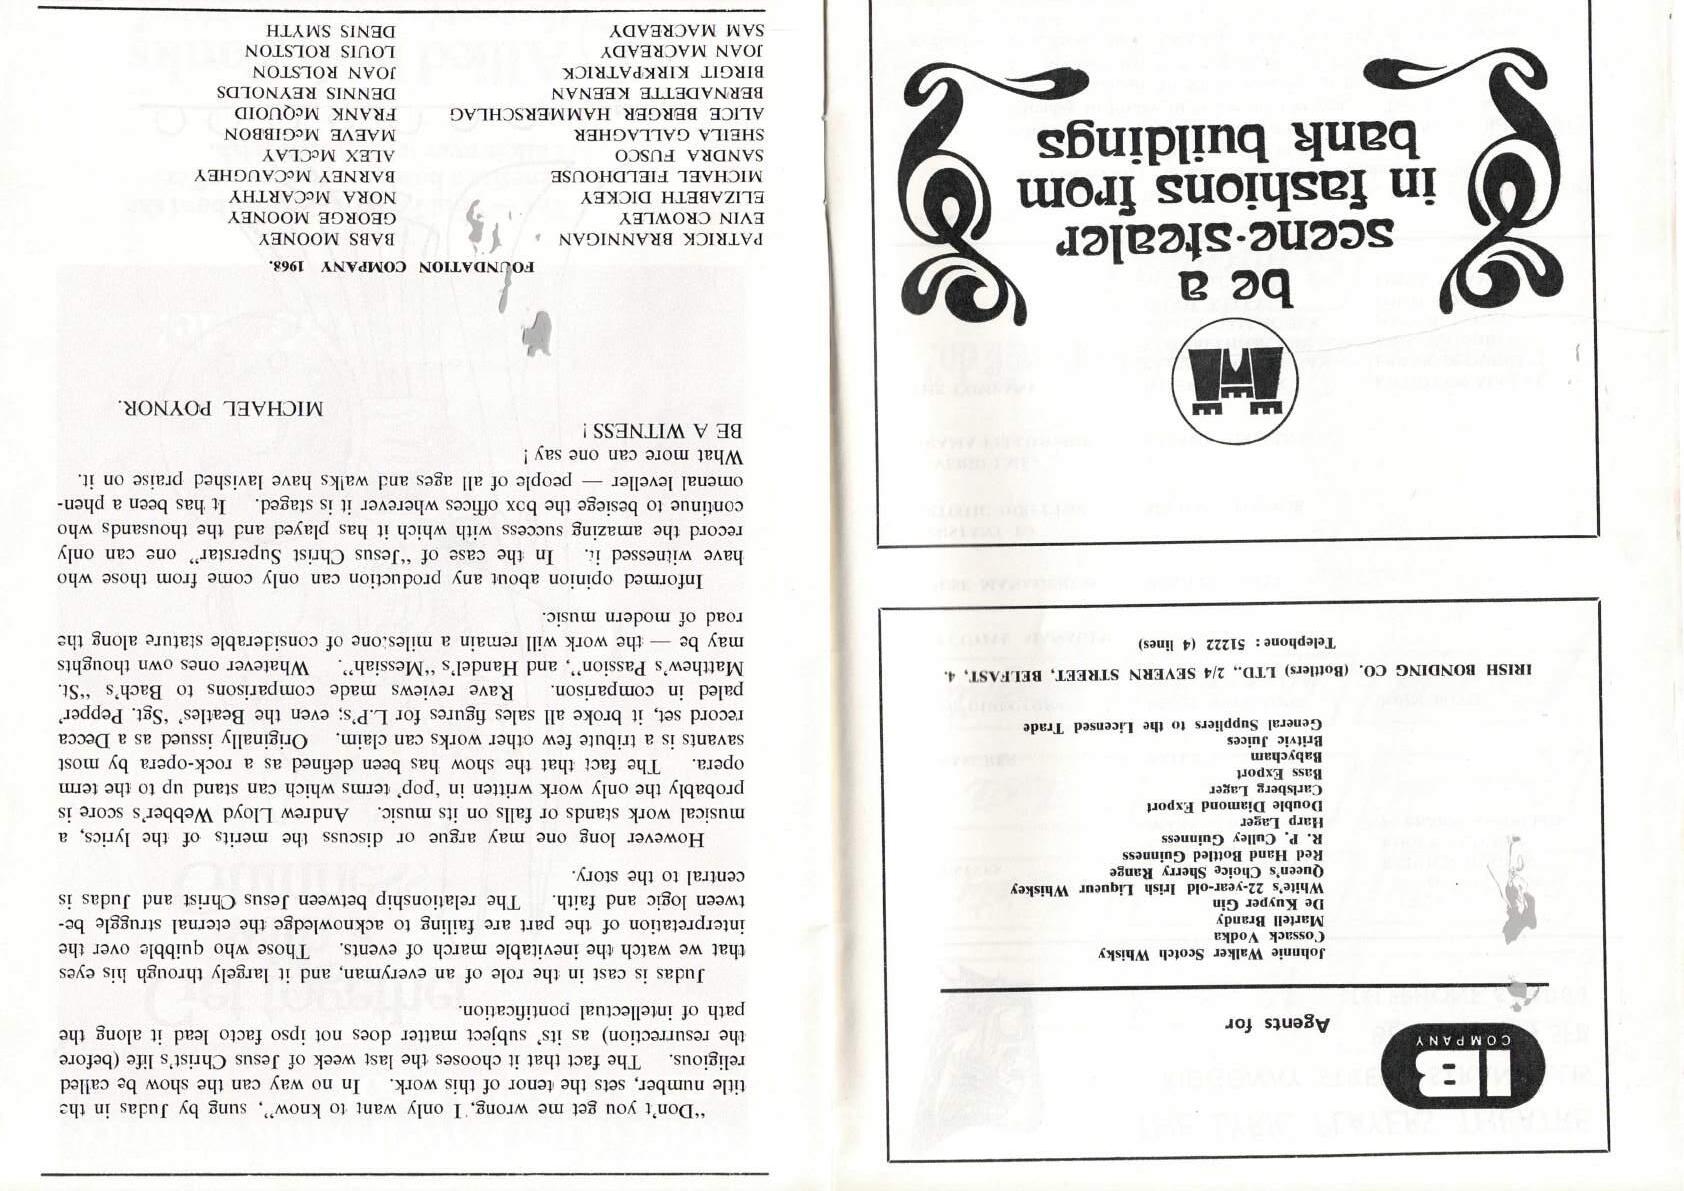 IB
COMPANY
Agents for
Johnnie Walker Scotch Whisky
Cossack Vodka
Martell Brandy
De Kuyper Gin
White's 22-year-old Irish Liqueur Whiskey
Queen's Choice Sherry Range
Red Hand Bottled Guinness
R. P. Culley Guinness
Harp Lager
Double Diamond Export
Carlsberg Lager
Bass Export
Babycham
Britvic Juices
General Suppliers to the Licensed Trade
IRISH BONDING CO. (Bottlers) LTD., 2/4 SEVERN STREET, BELFAST, 4.
Telephone : 51222 (4 lines)
be a
scene-stealer
in fashions from
bank buildings
"Don't you get me wrong, I only want to know", sung by Judas in the
title number, sets the tenor of this work. In no way can the show be called
religious. The fact that it chooses the last week of Jesus Christ's life (before
the resurrection) as its' subject matter does not ipso facto lead it along the
path of intellectual pontification.
Judas is cast in the role of an everyman, and it largely through his eyes
that we watch the inevitable march of events. Those who quibble over the
interpretation of the part are failing to acknowledge the eternal struggle be-
tween logic and faith. The relationship between Jesus Christ and Judas is
central to the story.
However long one may argue or discuss the merits of the lyrics, a
musical work stands or falls on its music. Andrew Lloyd Webber's score is
probably the only work written in 'pop' terms which can stand up to the term
opera. The fact that the show has been defined as a rock-opera by most
savants is a tribute few other works can claim. Originally issued as a Decca
record set, it broke all sales figures for L.P's; even the Beatles' 'Sgt. Pepper'
paled in comparison. Rave reviews made comparisons to Bach's "St.
Matthew's Passion", and Handel's "Messiah". Whatever ones own thoughts
may be — the work will remain a milestone of considerable stature along the
road of modern music.
Informed opinion about any production can only come from those who
have witnessed it. In the case of "Jesus Christ Superstar" one can only
record the amazing success with which it has played and the thousands who
continue to besiege the box offices wherever it is staged. It has been a phen-
omenal leveller — people of all ages and walks have lavished praise on it.
What more can one say !
BE A WITNESS !
MICHAEL POYNOR.
FOUNDATION COMPANY 1968.
PATRICK BRANNIGAN
EVIN CROWLEY
ELIZABETH DICKEY
MICHAEL FIELDHOUSE
SANDRA FUSCO
SHEILA GALLAGHER
ALICE BERGER HAMMERSCHLAG
BERNADETTE KEENAN
BIRGIT KIRKPATRICK
JOAN MACREADY
SAM MACREADY
BABS MOONEY
GEORGE MOONEY
NORA McCARTHY
BARNEY McCAUGHEY
ALEX McCLAY
MAEVE McGIBBON
FRANK McQUOID
DENNIS REYNOLDS
JOAN ROLSTON
LOUIS ROLSTON
DENIS SMYTH